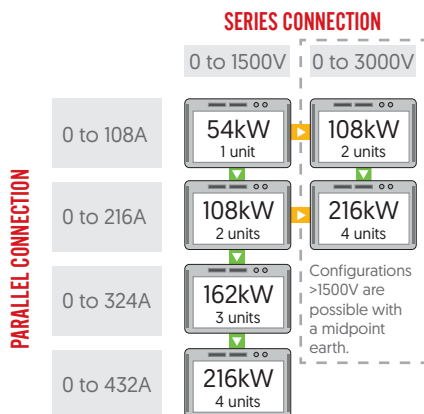 SERIES CONNECTION
0 to 1500V
0 to 3000V
PARALLEL CONNECTION
0 to 108A
54kW
1 unit
108kW
2 units
0 to 216A
108kW
2 units
216kW
4 units
0 to 324A
162kW
3 units
Configurations
>1500V are
possible with
a midpoint
earth.
0 to 432A
216kW
4 units